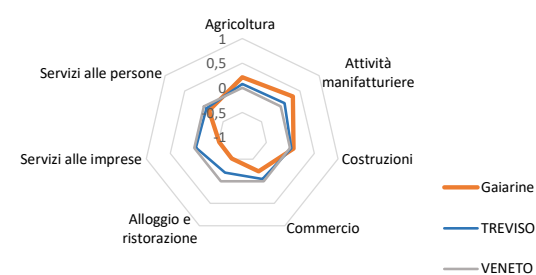 Agricoltura
1
0,5
0
-0,5
-1
Attività
manifatturiere
Costruzioni
Commercio
Alloggio e
ristorazione
Servizi alle imprese
Servizi alle persone
Gaiarine
TREVISO
VENETO